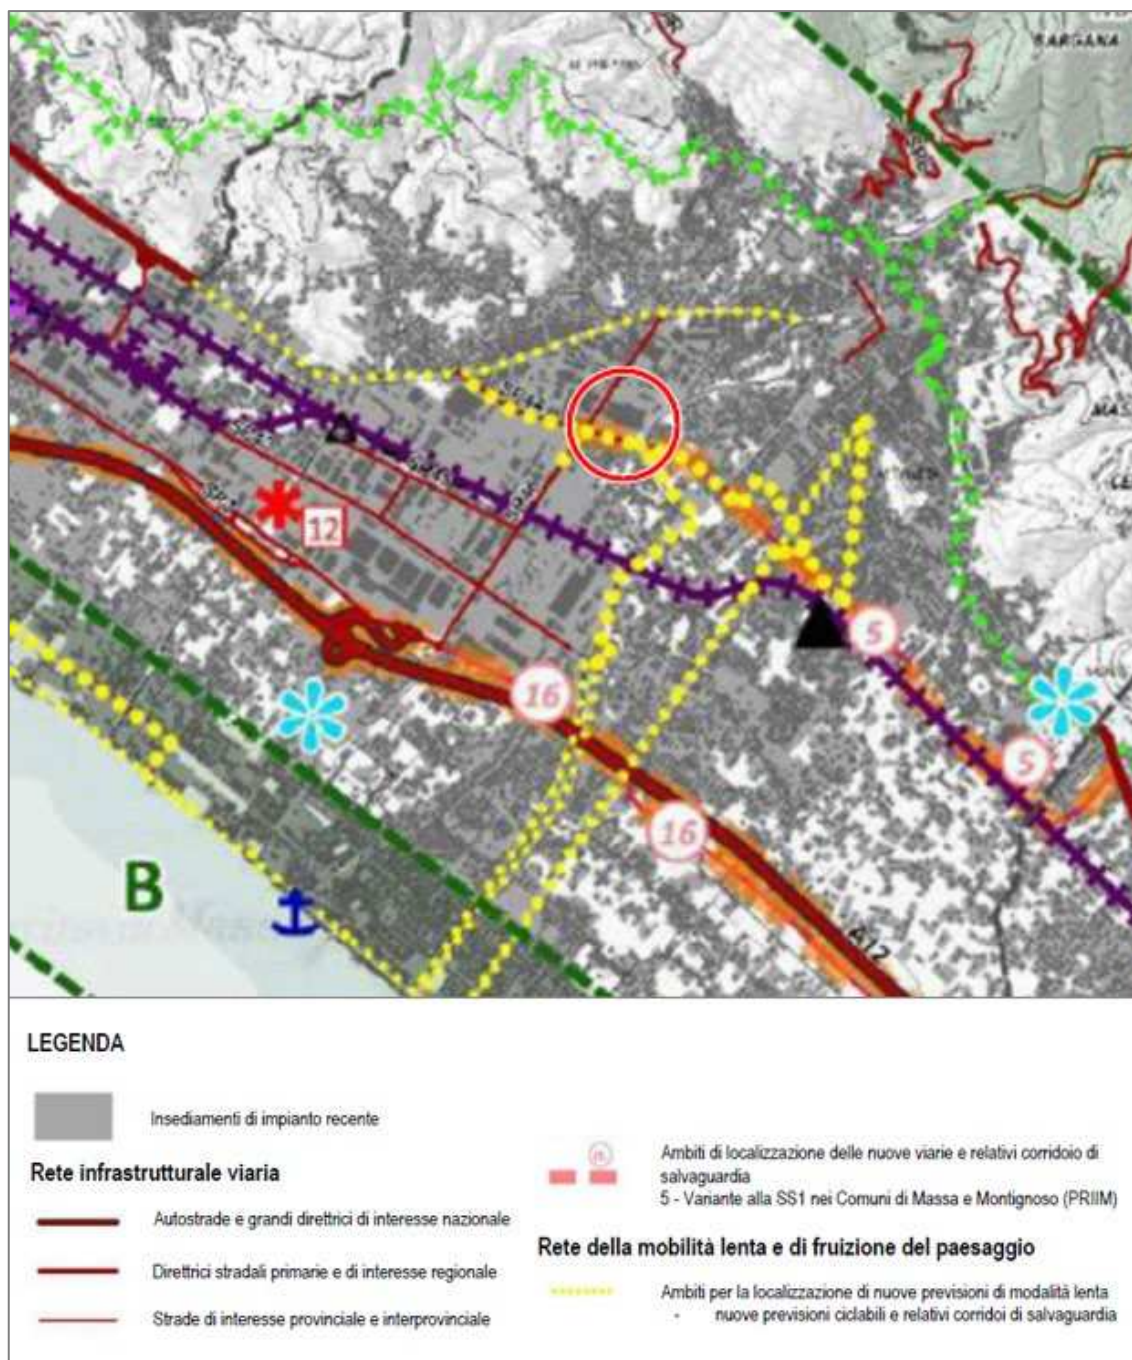 BARGANA
12
5
16
5
16
B
A12
LEGENDA
Insediamenti di impianto recente
Rete infrastrutturale viaria
Autostrade e grandi direttrici di interesse nazionale
Direttrici stradali primarie e di interesse regionale
Strade di interesse provinciale e interprovinciale
Ambiti di localizzazione delle nuove viarie e relativi corridoio di
salvaguardia
5 - Variante alla SS1 nei Comuni di Massa e Montignoso (PRIIM)
Rete della mobilità lenta e di fruizione del paesaggio
Ambiti per la localizzazione di nuove previsioni di modalità lenta
- nuove previsioni ciclabili e relativi corridoi di salvaguardia